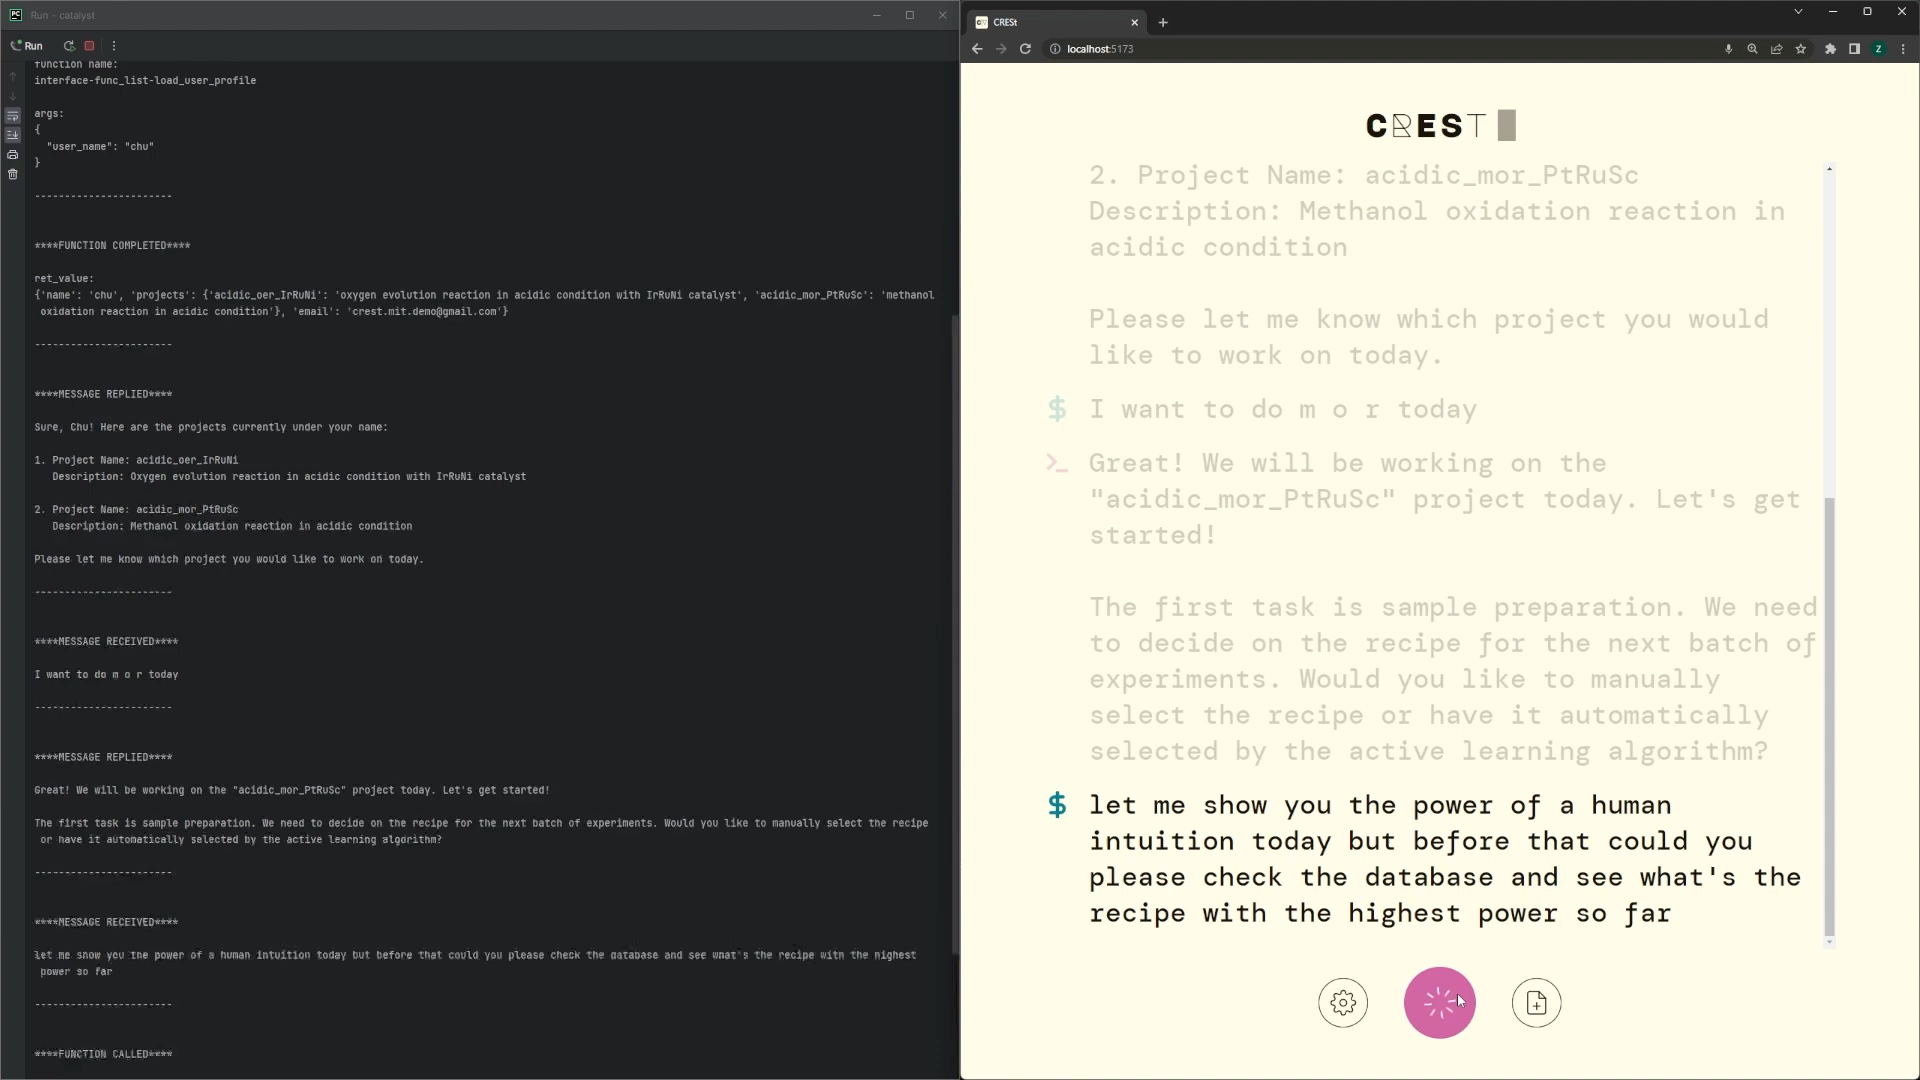 Run - catalyst
Run
function name:
interface-func_list-load_user_profile
args:
{
"user_name": "chu"
}
-----------------------
****FUNCTION COMPLETED****
ret_value:
{'name': 'chu', 'projects': {'acidic_oer_IrRuNi': 'oxygen evolution reaction in acidic condition with IrRuNi catalyst', 'acidic_mor_PtRuSc': 'methanol
oxidation reaction in acidic condition'}, 'email': 'crest.mit.demo@gmail.com'}
-----------------------
****MESSAGE REPLIED****
Sure, Chu! Here are the projects currently under your name:
1. Project Name: acidic_oer_IrRuNi
Description: Oxygen evolution reaction in acidic condition with IrRuNi catalyst
2. Project Name: acidic_mor_PtRuSc
Description: Methanol oxidation reaction in acidic condition
Please let me know which project you would like to work on today.
-----------------------
****MESSAGE RECEIVED****
I want to do m o r today
-----------------------
****MESSAGE REPLIED****
Great! We will be working on the "acidic_mor_PtRuSc" project today. Let's get started!
The first task is sample preparation. We need to decide on the recipe for the next batch of experiments. Would you like to manually select the recipe
or have it automatically selected by the active learning algorithm?
-----------------------
****MESSAGE RECEIVED****
let me show you the power of a human intuition today but before that could you please check the database and see what's the recipe with the highest
power so far
-----------------------
****FUNCTION CALLED****
CRESt
localhost:5173
Z
CREST
2. Project Name: acidic_mor_PtRuSc
Description: Methanol oxidation reaction in
acidic condition
Please let me know which project you would
like to work on today.
$ I want to do m o r today
>_ Great! We will be working on the
"acidic_mor_PtRuSc" project today. Let's get
started!
The first task is sample preparation. We need
to decide on the recipe for the next batch of
experiments. Would you like to manually
select the recipe or have it automatically
selected by the active learning algorithm?
$ let me show you the power of a human
intuition today but before that could you
please check the database and see what's the
recipe with the highest power so far